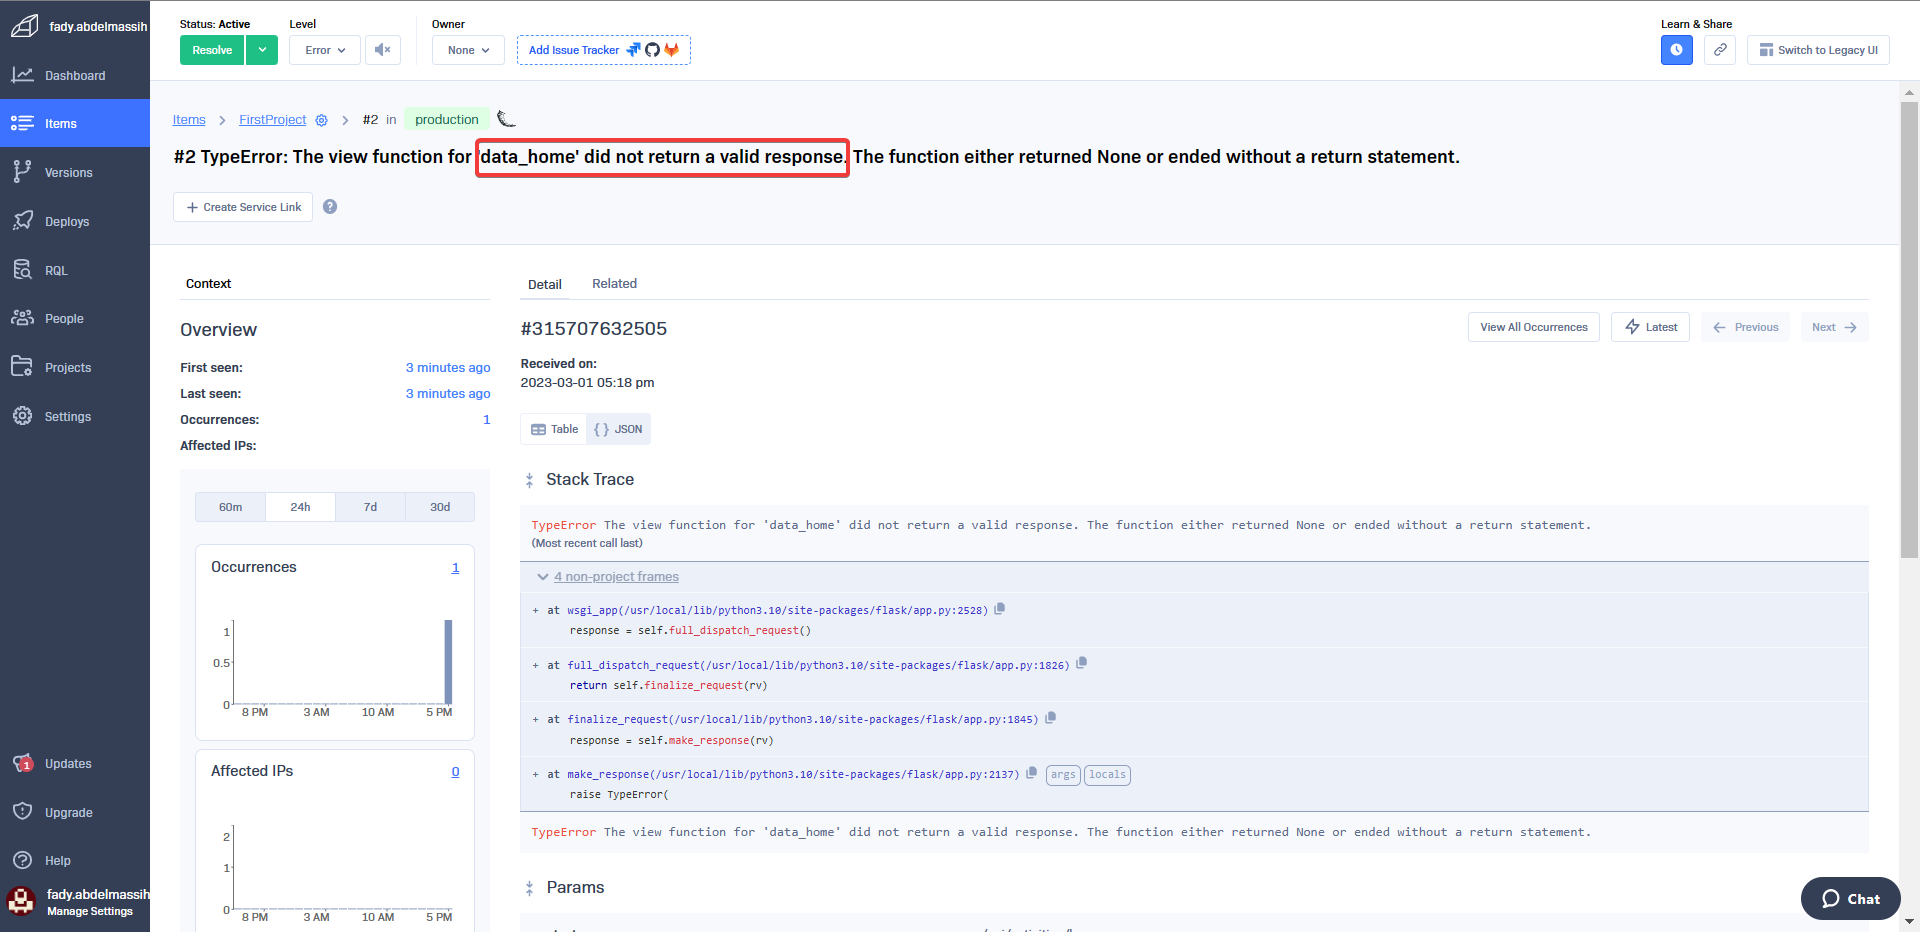 fady.abdelmassih
Dashboard
Items
Versions
Deploys
RQL
People
Projects
Settings
1
Updates
Upgrade
Help
fady.abdelmassih
Manage Settings
Status: Active
Level
Owner
Learn & Share
Resolve
Error
None
Add Issue Tracker
Switch to Legacy UI
Items > FirstProject > #2 in production
#2 TypeError: The view function for 'data_home' did not return a valid response. The function either returned None or ended without a return statement.
+ Create Service Link ?
Context
Overview
First seen: 3 minutes ago
Last seen: 3 minutes ago
Occurrences: 1
Affected IPs:
60m 24h 7d 30d
Occurrences 1
1
0.5
0
8 PM 3 AM 10 AM 5 PM
Affected IPs 0
2
1
0
8 PM 3 AM 10 AM 5 PM
Detail Related
#315707632505
View All Occurrences Latest Previous Next
Received on:
2023-03-01 05:18 pm
Table { } JSON
Stack Trace
TypeError The view function for 'data_home' did not return a valid response. The function either returned None or ended without a return statement.
(Most recent call last)
4 non-project frames
+ at wsgi_app(/usr/local/lib/python3.10/site-packages/flask/app.py:2528)
response = self.full_dispatch_request()
+ at full_dispatch_request(/usr/local/lib/python3.10/site-packages/flask/app.py:1826)
return self.finalize_request(rv)
+ at finalize_request(/usr/local/lib/python3.10/site-packages/flask/app.py:1845)
response = self.make_response(rv)
+ at make_response(/usr/local/lib/python3.10/site-packages/flask/app.py:2137) args locals
raise TypeError(
TypeError The view function for 'data_home' did not return a valid response. The function either returned None or ended without a return statement.
Params
Chat